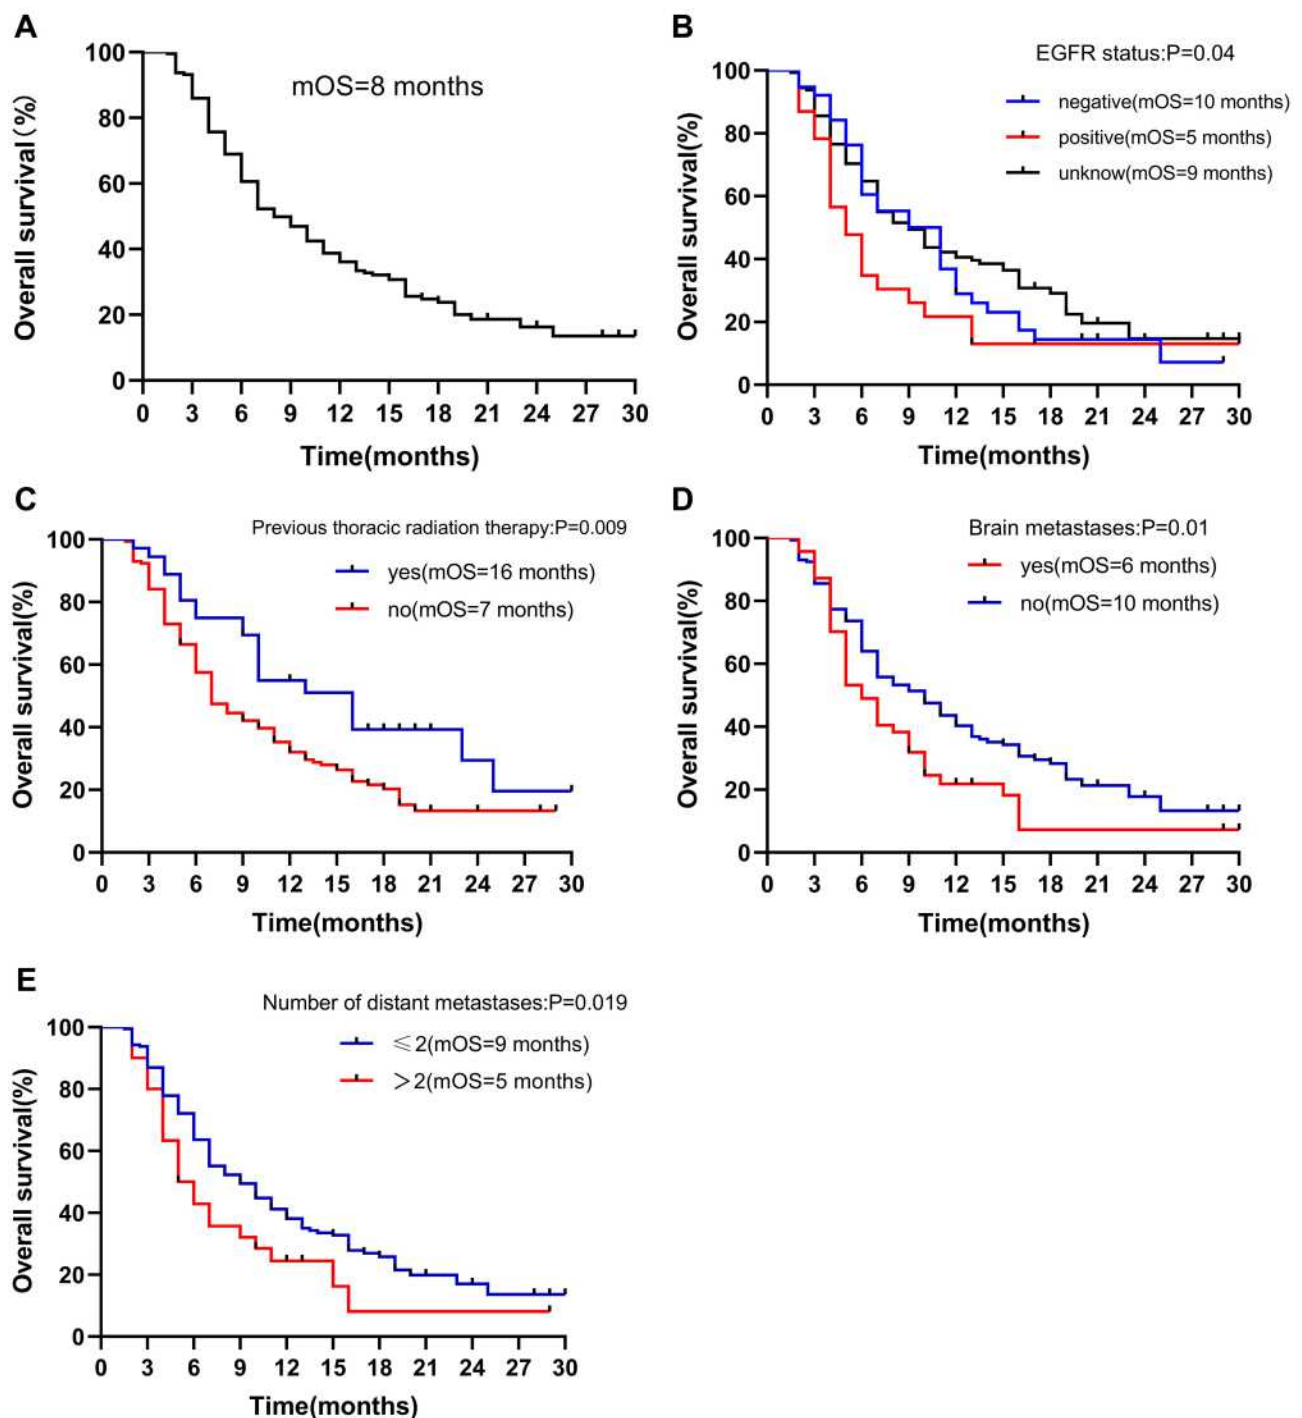 A
mOS=8 months
Overall survival(%)
100
80
60
40
20
0
0 3 6 9 12 15 18 21 24 27 30
Time(months)
B
EGFR status:P=0.04
negative(mOS=10 months)
positive(mOS=5 months)
unknow(mOS=9 months)
Overall survival(%)
100
80
60
40
20
0
0 3 6 9 12 15 18 21 24 27 30
Time(months)
C
Previous thoracic radiation therapy:P=0.009
yes(mOS=16 months)
no(mOS=7 months)
Overall survival(%)
100
80
60
40
20
0
0 3 6 9 12 15 18 21 24 27 30
Time(months)
D
Brain metastases:P=0.01
yes(mOS=6 months)
no(mOS=10 months)
Overall survival(%)
100
80
60
40
20
0
0 3 6 9 12 15 18 21 24 27 30
Time(months)
E
Number of distant metastases:P=0.019
≤2(mOS=9 months)
>2(mOS=5 months)
Overall survival(%)
100
80
60
40
20
0
0 3 6 9 12 15 18 21 24 27 30
Time(months)